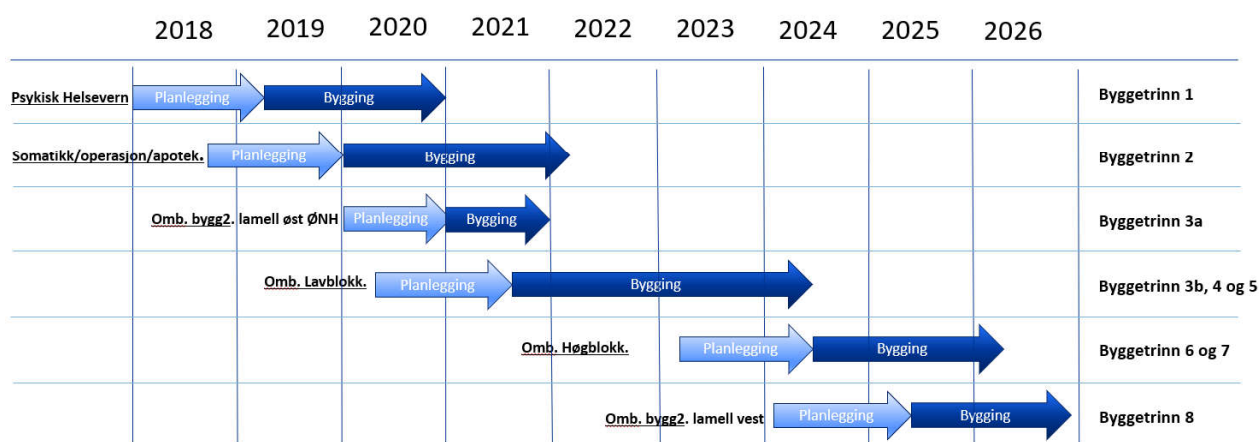 2018 2019 2020 2021 2022 2023 2024 2025 2026
Psykisk Helsevern Planlegging Bygging Byggetrinn 1
Somatikk/operasjon/apotek. Planlegging Bygging Byggetrinn 2
Omb. bygg2. lamell øst ØNH Planlegging Bygging Byggetrinn 3a
Omb. Lavblokk. Planlegging Bygging Byggetrinn 3b, 4 og 5
Omb. Høgblokk. Planlegging Bygging Byggetrinn 6 og 7
Omb. bygg2. lamell vest Planlegging Bygging Byggetrinn 8